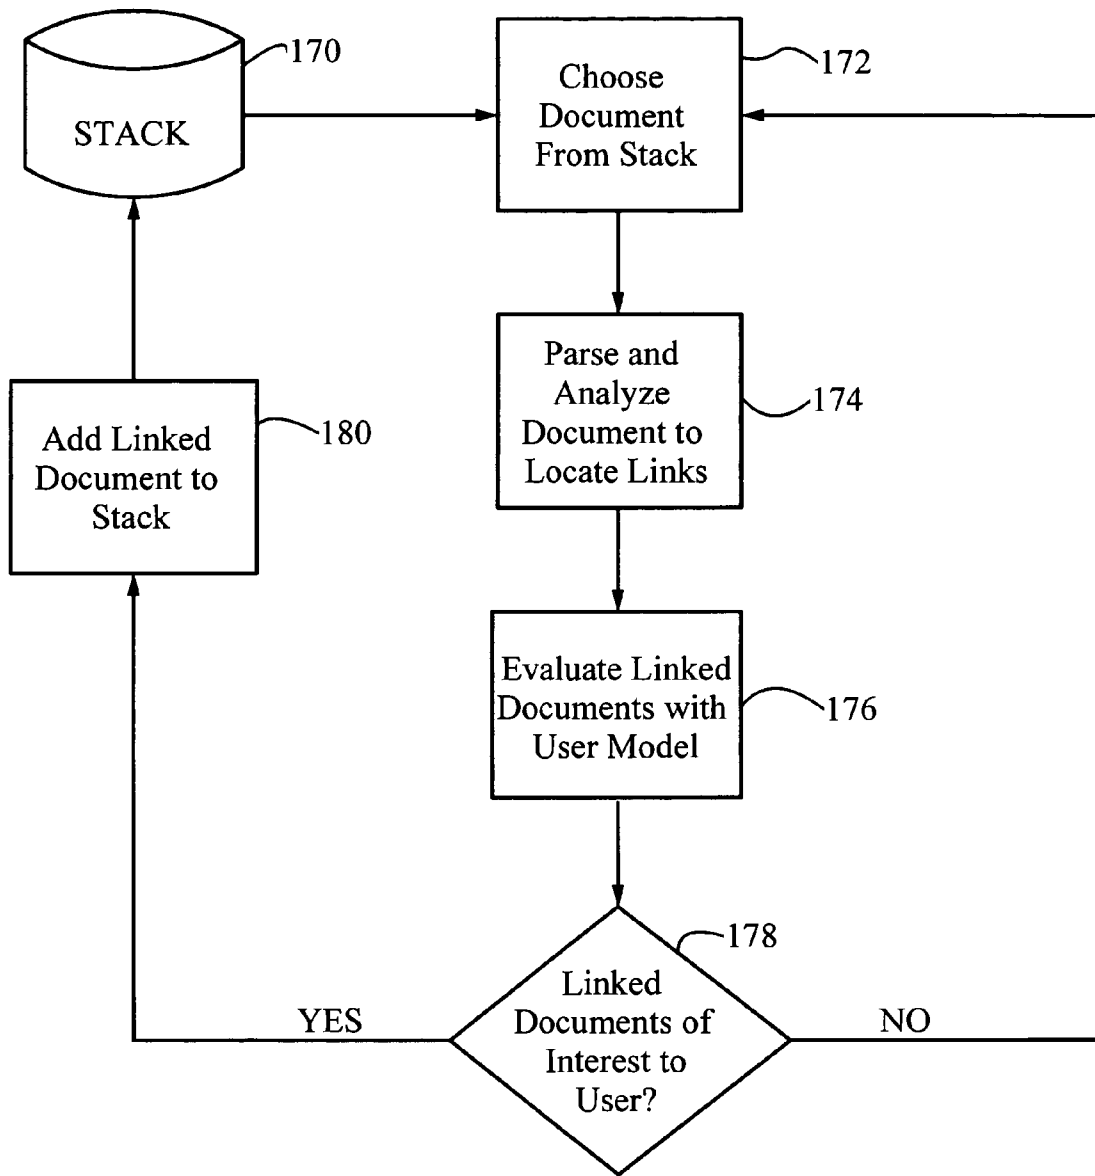 170
STACK
172
Choose
Document
From Stack
Parse and
Analyze
Document to
Locate Links
174
Add Linked
Document to
Stack
180
Evaluate Linked
Documents with
User Model
176
178
Linked
Documents of
Interest to
User?
YES
NO